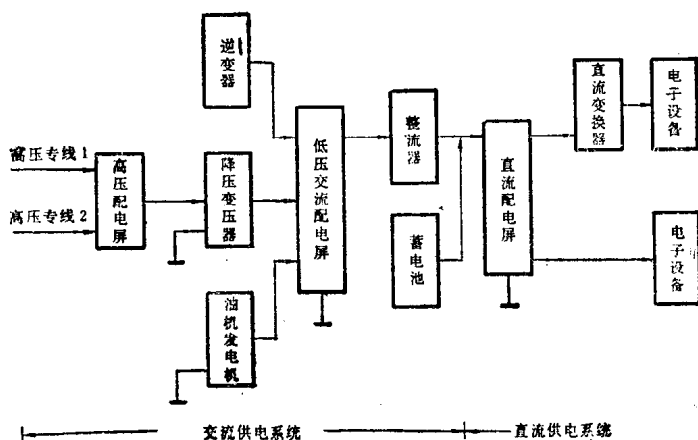 逆变器
高压专线1
高压专线2
高压配电屏
降压变压器
油机发电机
低压交流配电屏
整流器
蓄电池
直流配电屏
直流变换器
电子设备
电子设备
交流供电系统
直流供电系统